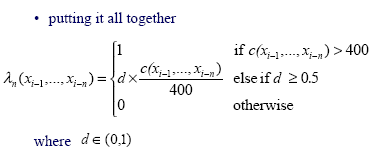 • putting it all together
1 if c(x_{i-1},...,x_{i-n}) > 400
λ_n(x_{i-1},...,x_{i-n}) = { d × c(x_{i-1},...,x_{i-n}) / 400 else if d ≥ 0.5
0 otherwise
where d ∈ (0,1)